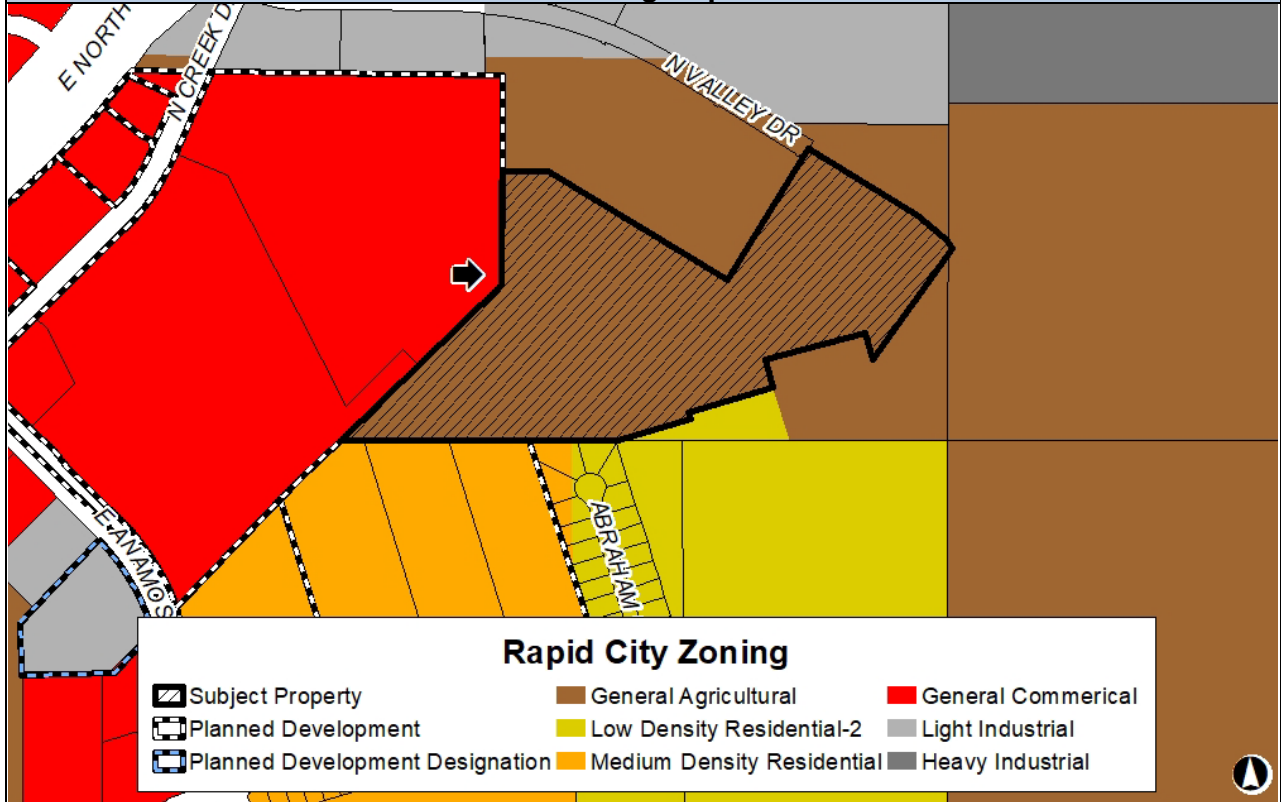 E NORTH
N CREEK D
N VALLEY DR
E ANAMOS
ABRAHAM
Rapid City Zoning
Subject Property
General Agricultural
General Commerical
Planned Development
Low Density Residential-2
Light Industrial
Planned Development Designation
Medium Density Residential
Heavy Industrial